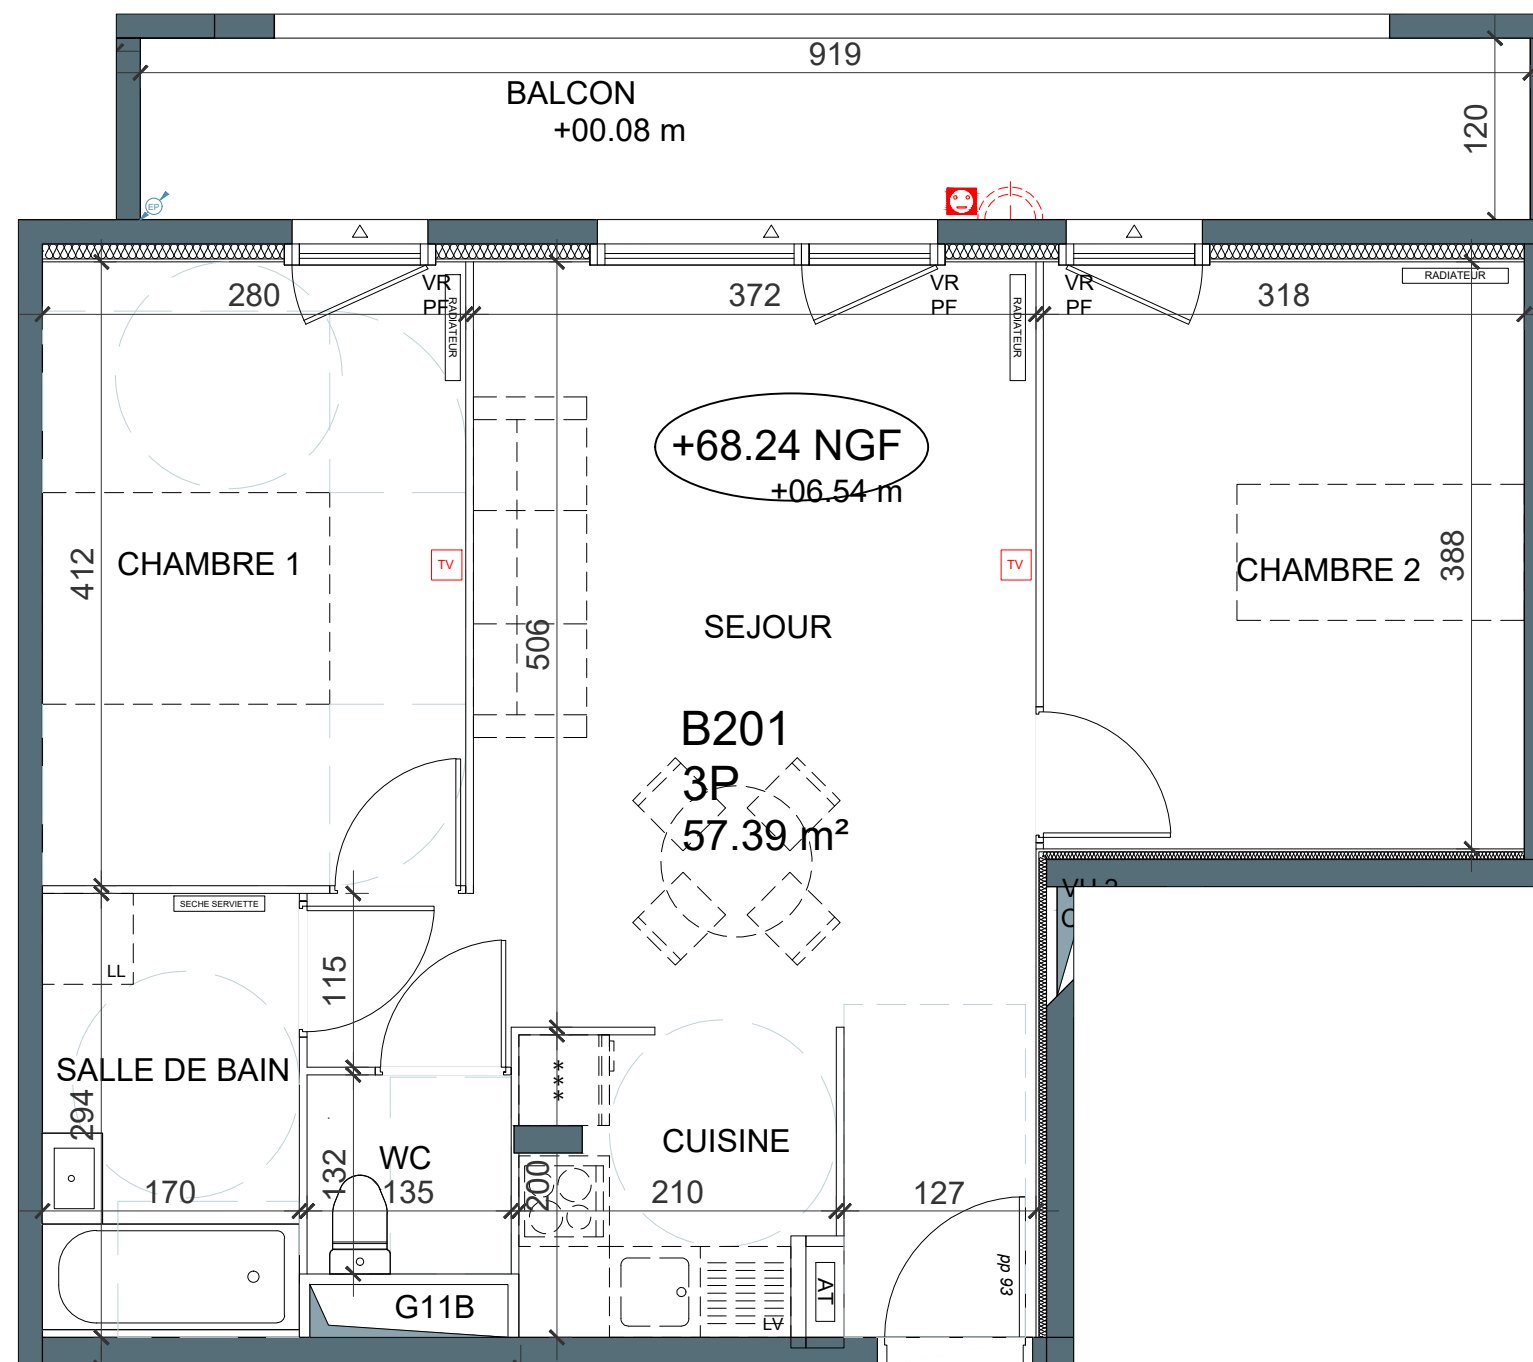 919
BALCON
+00.08 m
120
EP
280
VR
PF
RADIATEUR
372
VR
PF
RADIATEUR
VR
PF
318
RADIATEUR
+68.24 NGF
+06.54 m
412
CHAMBRE 1
TV
506
SEJOUR
TV
CHAMBRE 2
388
B201
3P
57.39 m²
SECHE SERVIETTE
LL
115
SALLE DE BAIN
294
***
WC
132
135
170
200
CUISINE
210
127
pp 93
G11B
AT
LV